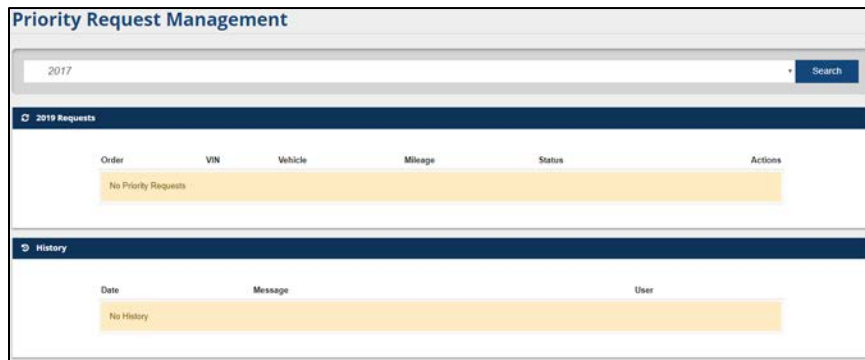 Priority Request Management
2017 Search
2019 Requests
Order VIN Vehicle Mileage Status Actions
No Priority Requests
History
Date Message User
No History